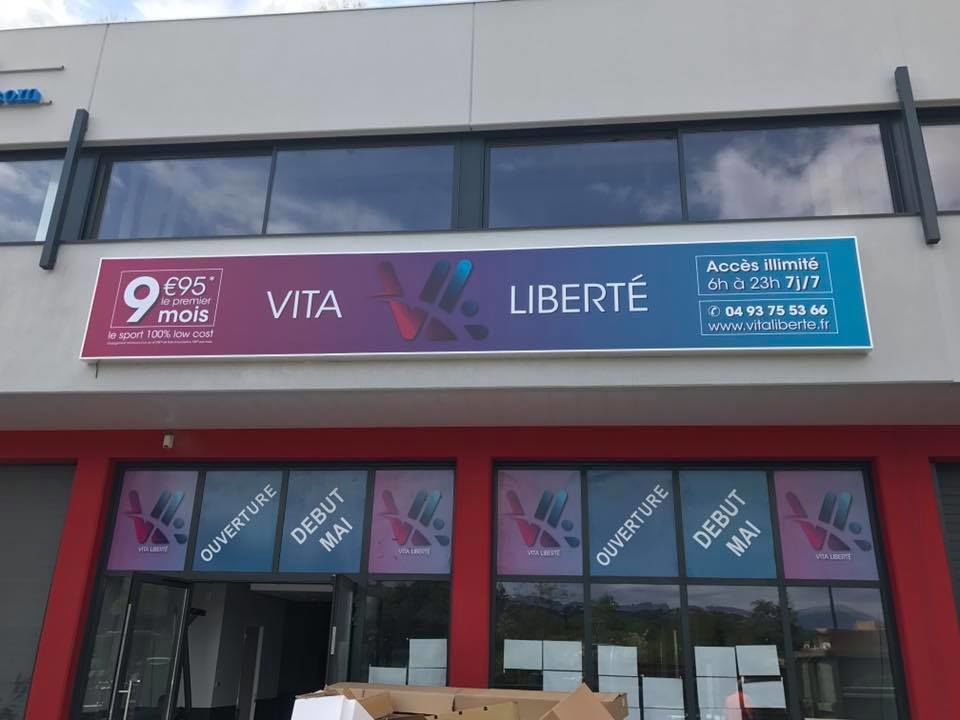 .com
9 €95*
le premier
mois
le sport 100% low cost
VITA LIBERTÉ
Accès illimité
6h à 23h 7j/7
✆ 04 93 75 53 66
www.vitaliberte.fr
VITA LIBERTÉ
OUVERTURE
DEBUT
MAI
VITA LIBERTÉ
VITA LIBERTÉ
OUVERTURE
DEBUT
MAI
VITA LIBERTÉ